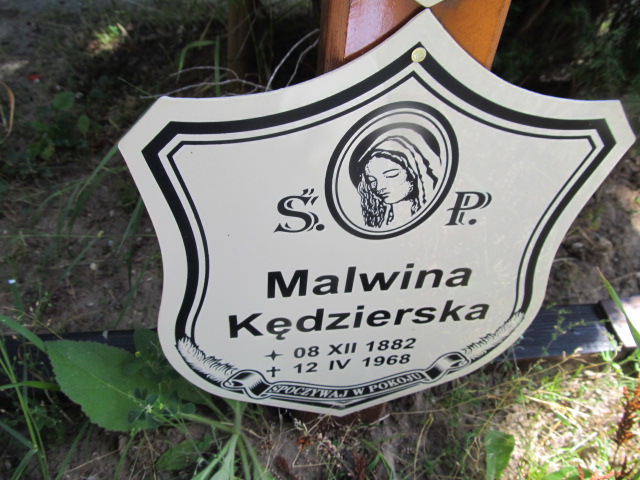 Ś. P.
Malwina
Kędzierska
08 XII 1882
✝ 12 IV 1968
SPOCZYWAJ W POKOJU